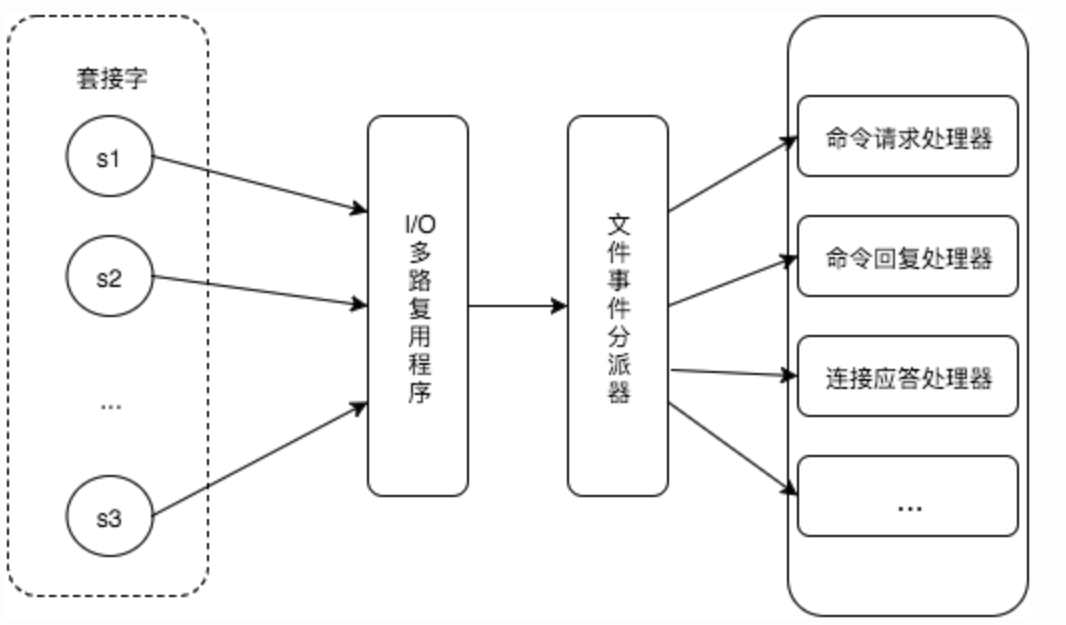 套接字
s1
s2
...
s3
I/O
多
路
复
用
程
序
文
件
事
件
分
派
器
命令请求处理器
命令回复处理器
连接应答处理器
...